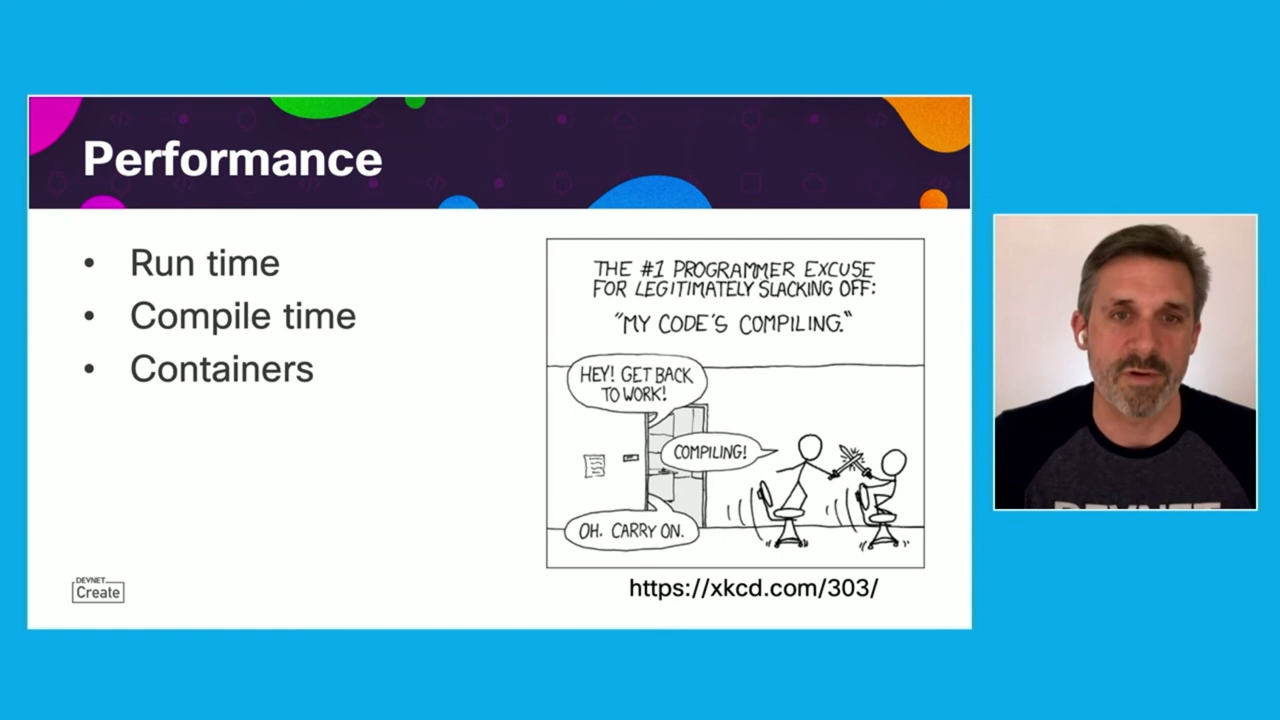 Performance
• Run time
• Compile time
• Containers
THE #1 PROGRAMMER EXCUSE
FOR LEGITIMATELY SLACKING OFF:
"MY CODE'S COMPILING."
HEY! GET BACK
TO WORK!
COMPILING!
OH. CARRY ON.
https://xkcd.com/303/
DEVNET
Create
DEVNET